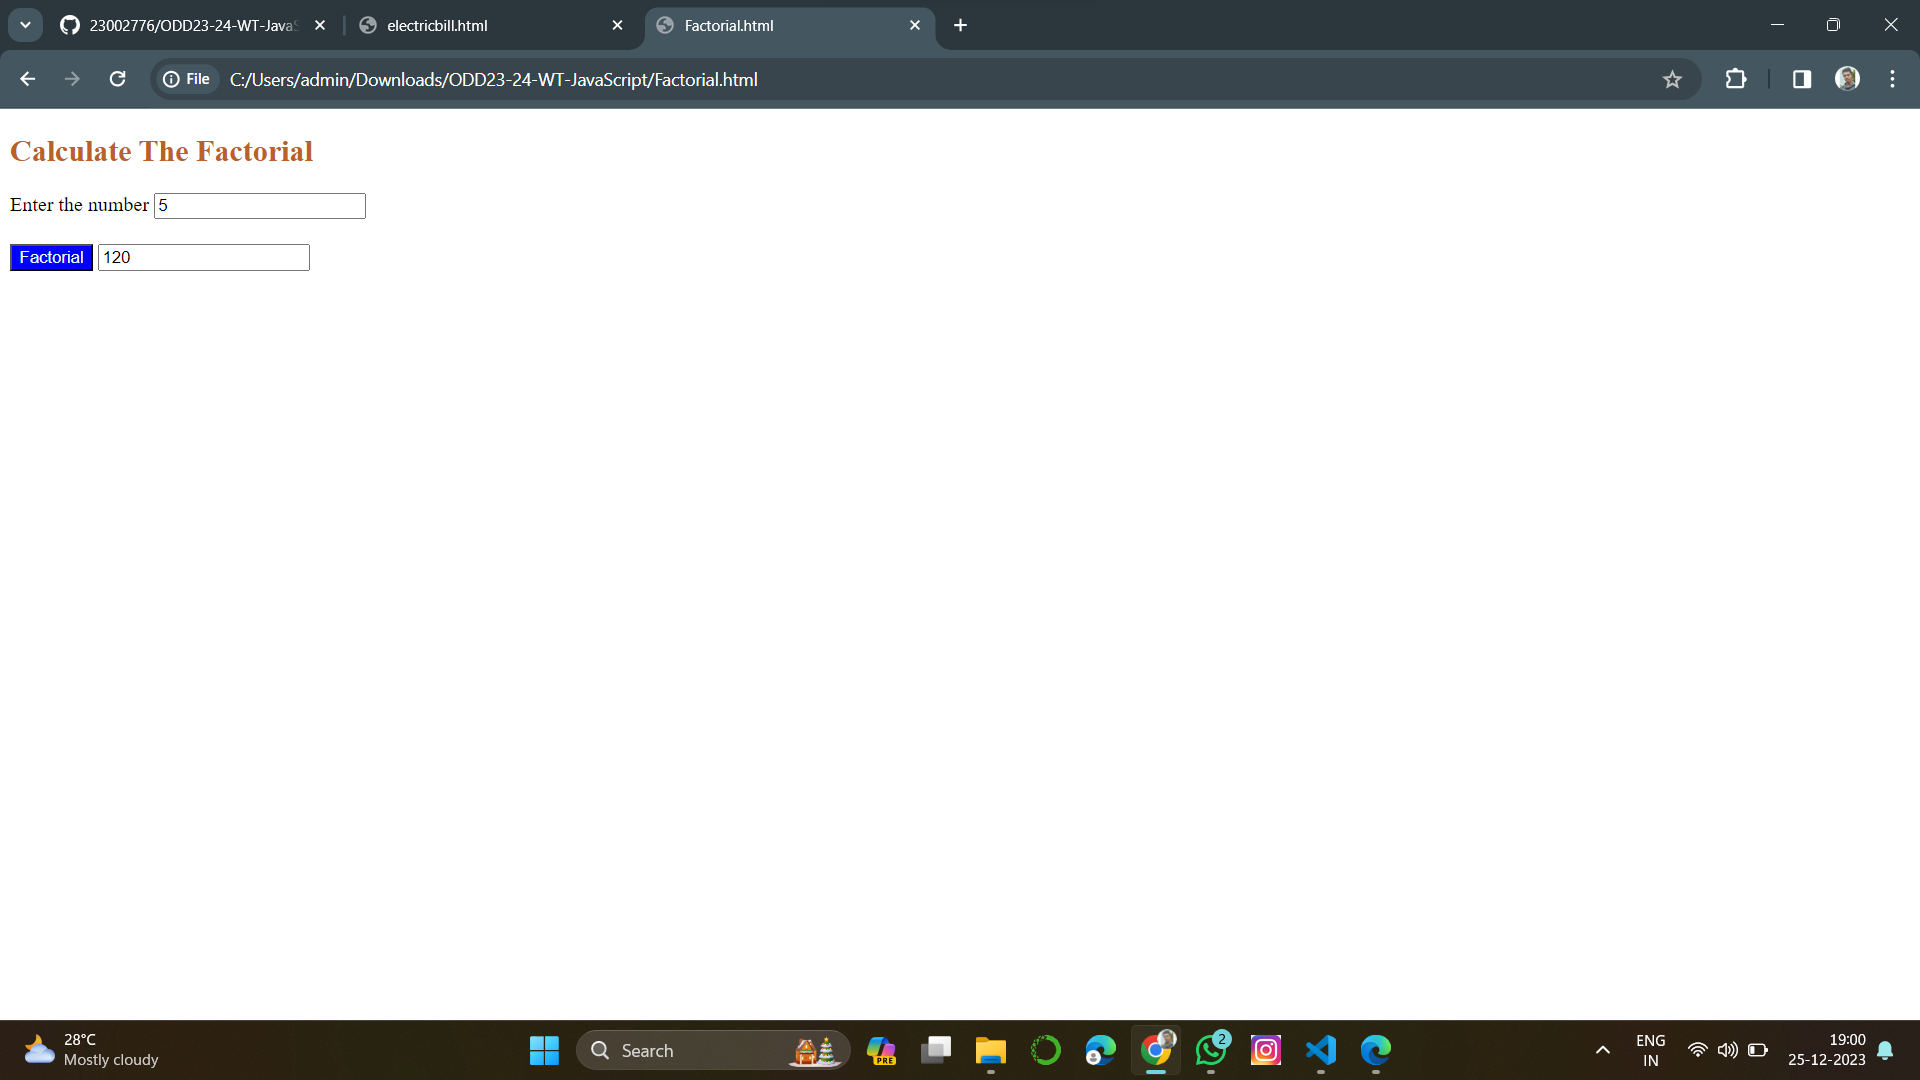 23002776/ODD23-24-WT-JavaS
electricbill.html
Factorial.html
File
C:/Users/admin/Downloads/ODD23-24-WT-JavaScript/Factorial.html
Calculate The Factorial
Enter the number 5
Factorial 120
28°C
Mostly cloudy
Search
PRE
2
ENG
IN
19:00
25-12-2023